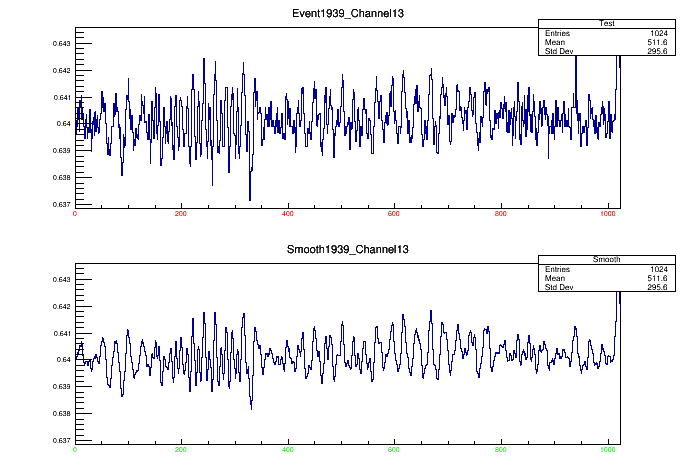 Event1939_Channel13
Test
Entries 1024
Mean 511.6
Std Dev 295.6
0.643
0.642
0.641
0.64
0.639
0.638
0.637
0 200 400 600 800 1000
Smooth1939_Channel13
Smooth
Entries 1024
Mean 511.6
Std Dev 295.6
0.643
0.642
0.641
0.64
0.639
0.638
0.637
0 200 400 600 800 1000